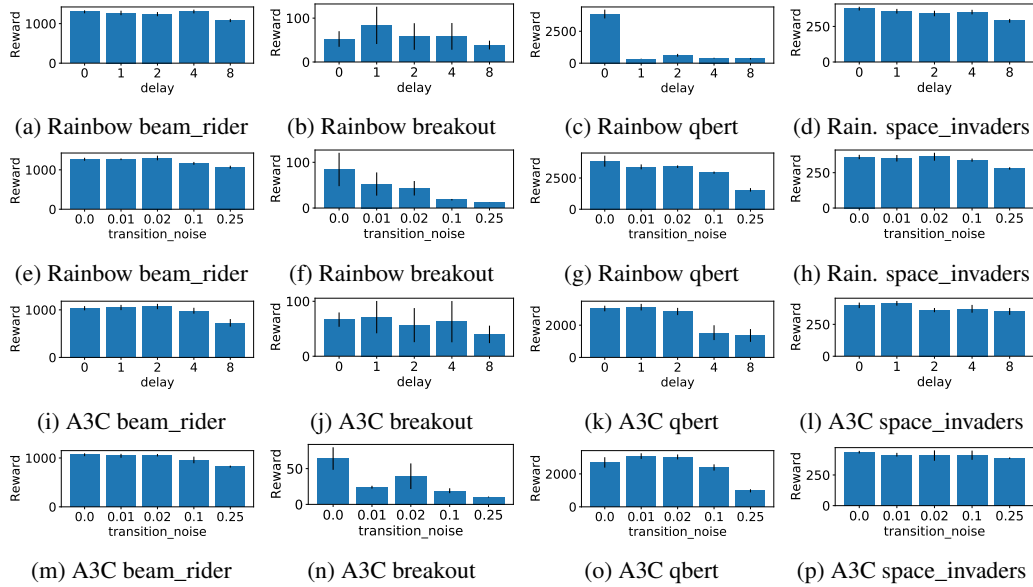 Reward
1000
0
0 1 2 4 8
delay
(a) Rainbow beam_rider
Reward
100
50
0
0 1 2 4 8
delay
(b) Rainbow breakout
Reward
2500
0
0 1 2 4 8
delay
(c) Rainbow qbert
Reward
250
0
0 1 2 4 8
delay
(d) Rain. space_invaders
Reward
1000
0
0.0 0.01 0.02 0.1 0.25
transition_noise
(e) Rainbow beam_rider
Reward
100
0
0.0 0.01 0.02 0.1 0.25
transition_noise
(f) Rainbow breakout
Reward
2500
0
0.0 0.01 0.02 0.1 0.25
transition_noise
(g) Rainbow qbert
Reward
250
0
0.0 0.01 0.02 0.1 0.25
transition_noise
(h) Rain. space_invaders
Reward
1000
0
0 1 2 4 8
delay
(i) A3C beam_rider
Reward
50
0
0 1 2 4 8
delay
(j) A3C breakout
Reward
2000
0
0 1 2 4 8
delay
(k) A3C qbert
Reward
250
0
0 1 2 4 8
delay
(l) A3C space_invaders
Reward
1000
0
0.0 0.01 0.02 0.1 0.25
transition_noise
(m) A3C beam_rider
Reward
50
0
0.0 0.01 0.02 0.1 0.25
transition_noise
(n) A3C breakout
Reward
2000
0
0.0 0.01 0.02 0.1 0.25
transition_noise
(o) A3C qbert
Reward
250
0
0.0 0.01 0.02 0.1 0.25
transition_noise
(p) A3C space_invaders